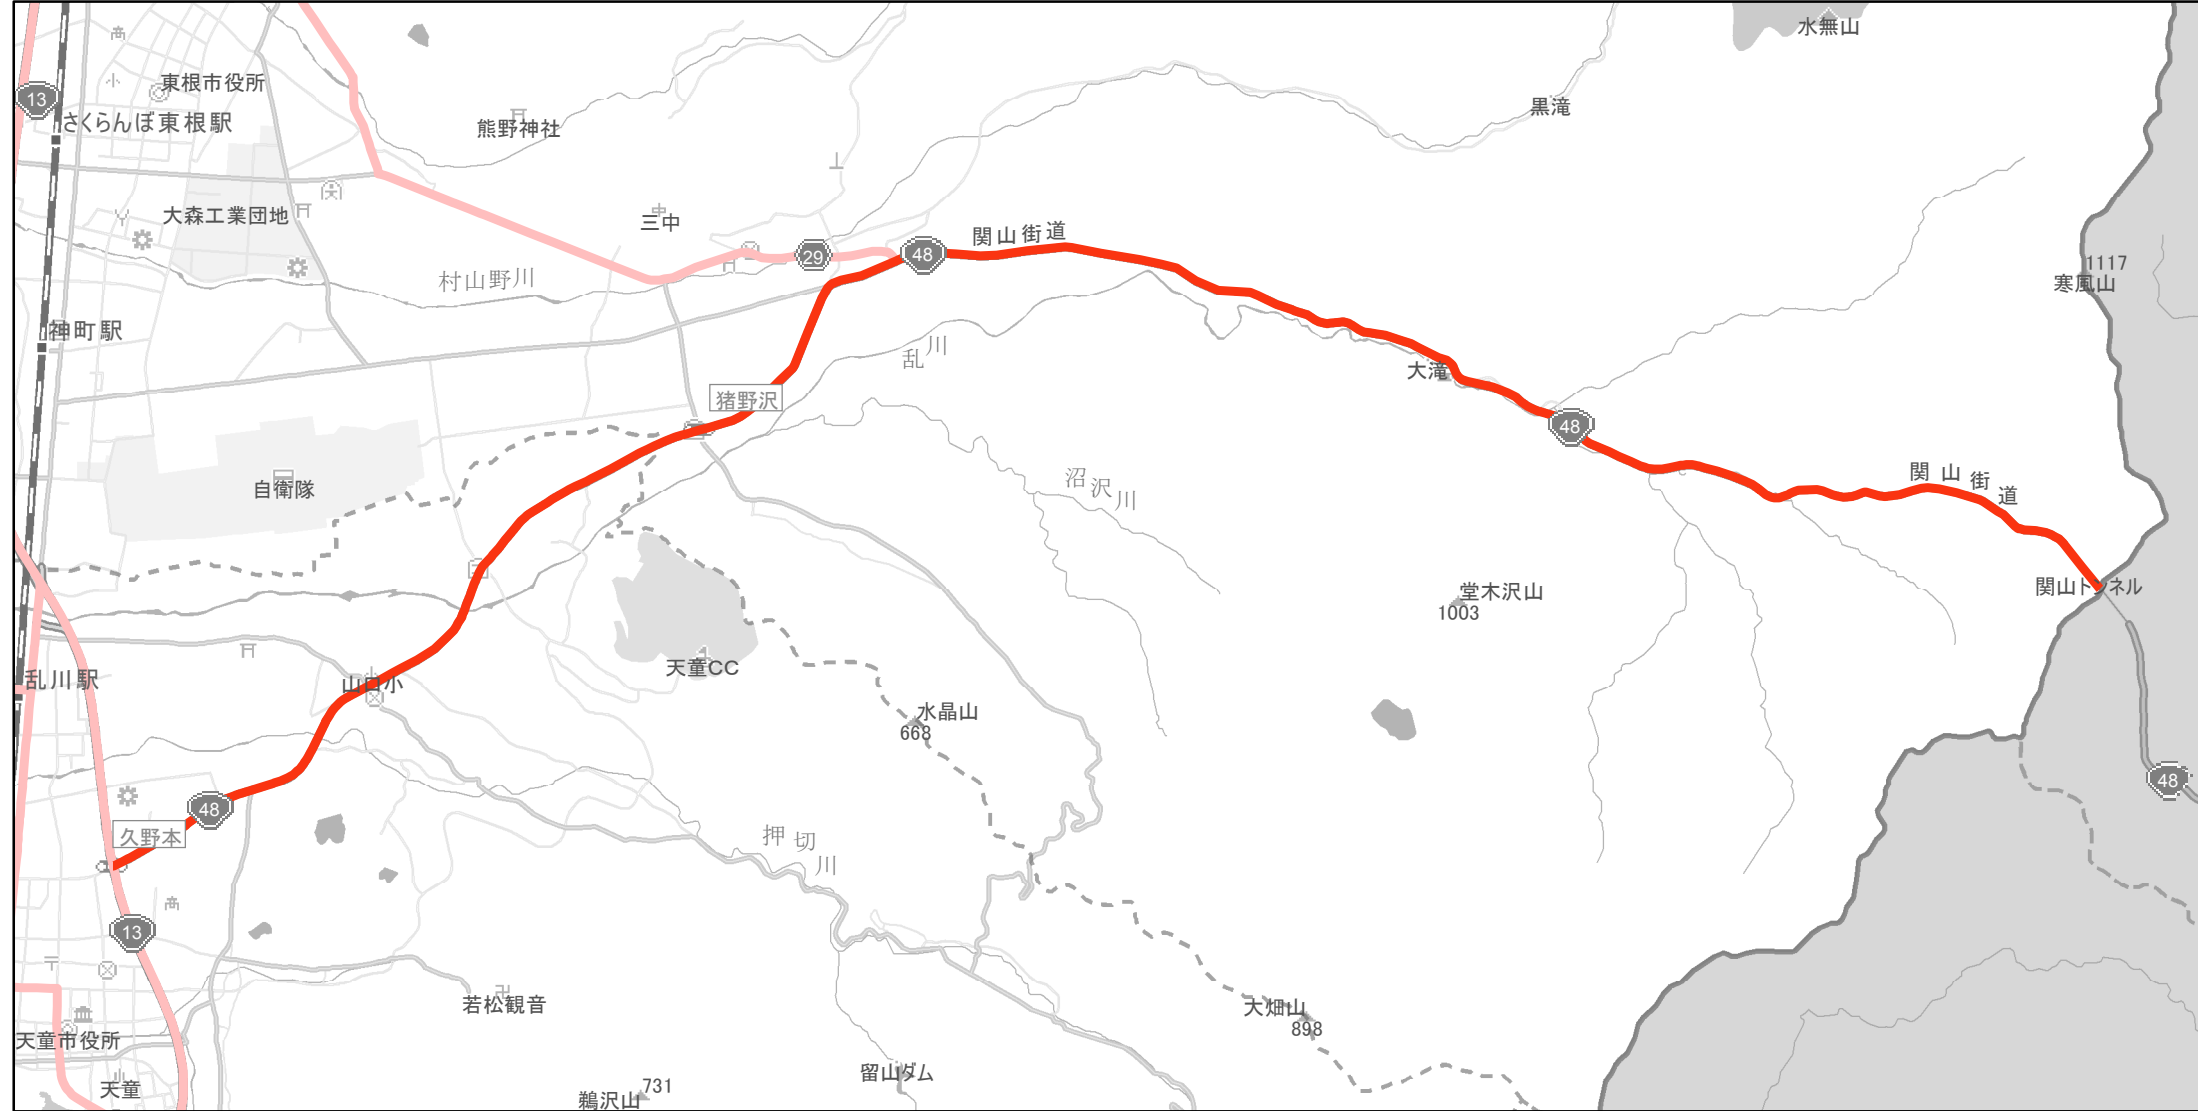 水無山
13
東根市役所
さくらんぼ東根駅
熊野神社
黒滝
大森工業団地
三中
29
48
関山街道
村山野川
1117
寒風山
神町駅
乱川
大滝
猪野沢
48
自衛隊
沼沢川
関山街道
堂木沢山
1003
関山トンネル
天童CC
乱川駅
山口小
水晶山
668
48
48
久野本
押切川
13
若松観音
大畑山
898
天童市役所
留山ダム
天童
731
鵜沢山